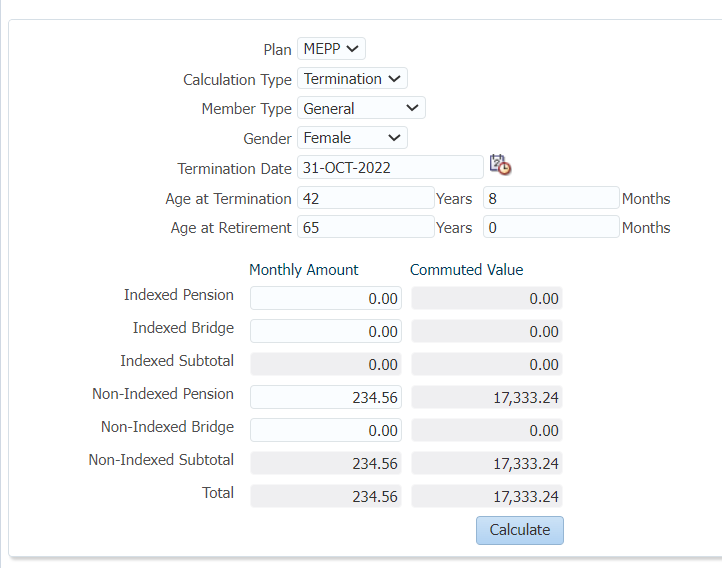 Plan MEPP
Calculation Type Termination
Member Type General
Gender Female
Termination Date 31-OCT-2022
Age at Termination 42 Years 8 Months
Age at Retirement 65 Years 0 Months
Monthly Amount Commuted Value
Indexed Pension 0.00 0.00
Indexed Bridge 0.00 0.00
Indexed Subtotal 0.00 0.00
Non-Indexed Pension 234.56 17,333.24
Non-Indexed Bridge 0.00 0.00
Non-Indexed Subtotal 234.56 17,333.24
Total 234.56 17,333.24
Calculate